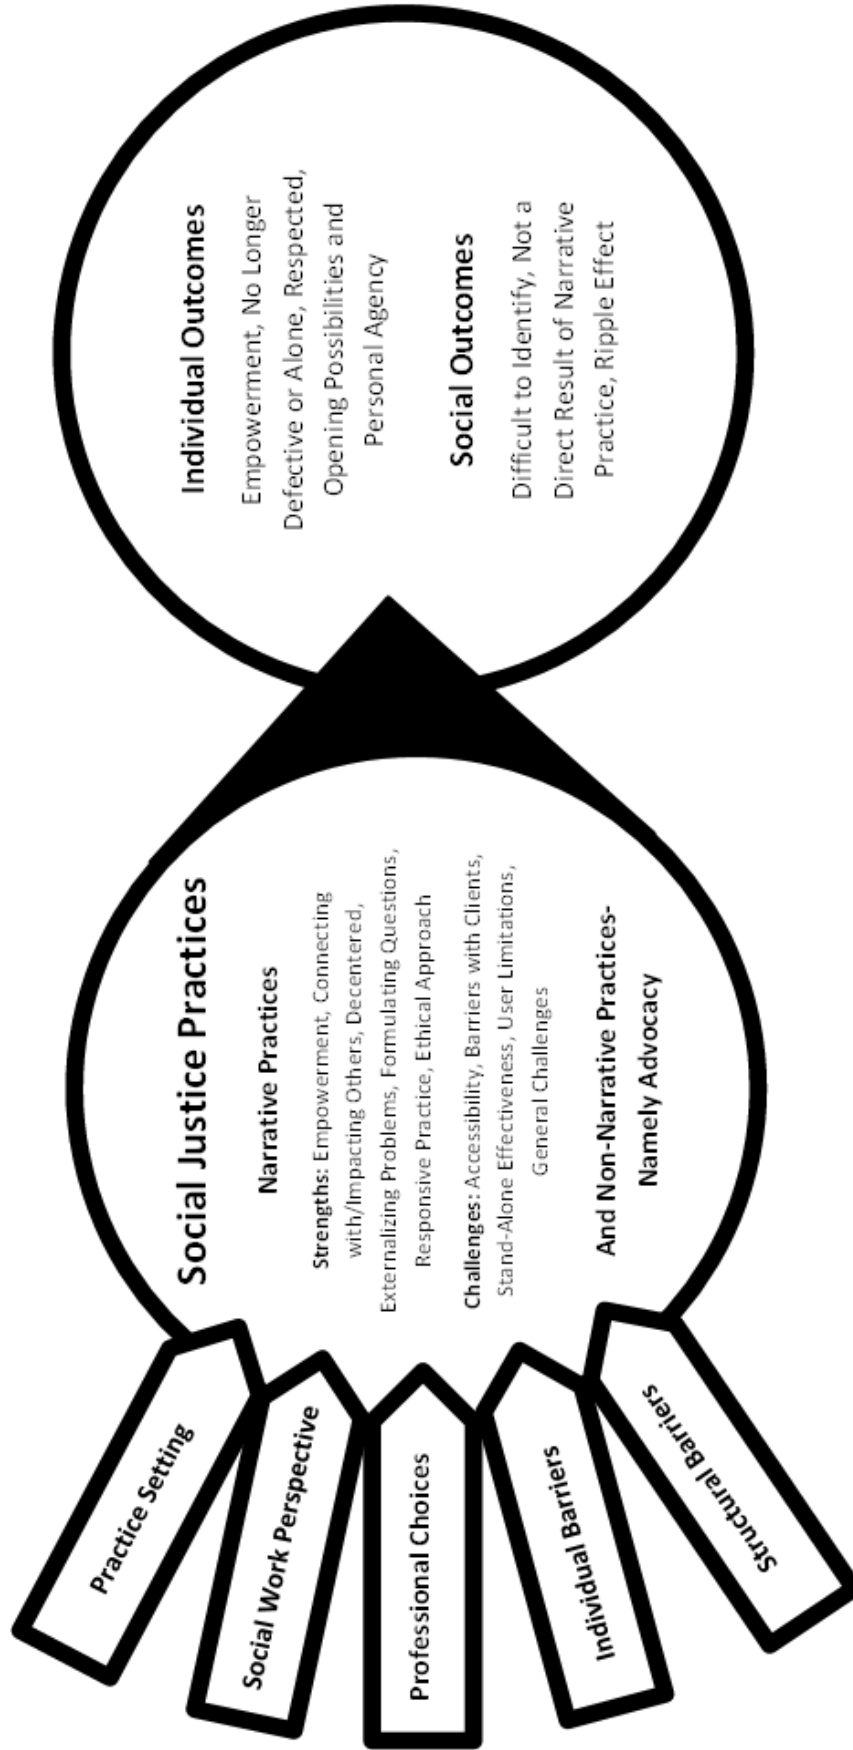 Practice Setting
Social Work Perspective
Professional Choices
Individual Barriers
Structural Barriers
Social Justice Practices
Narrative Practices
Strengths: Empowerment, Connecting
with/Impacting Others, Decentered,
Externalizing Problems, Formulating Questions,
Responsive Practice, Ethical Approach
Challenges: Accessibility, Barriers with Clients,
Stand-Alone Effectiveness, User Limitations,
General Challenges
And Non-Narrative Practices-
Namely Advocacy
Individual Outcomes
Empowerment, No Longer
Defective or Alone, Respected,
Opening Possibilities and
Personal Agency
Social Outcomes
Difficult to Identify, Not a
Direct Result of Narrative
Practice, Ripple Effect